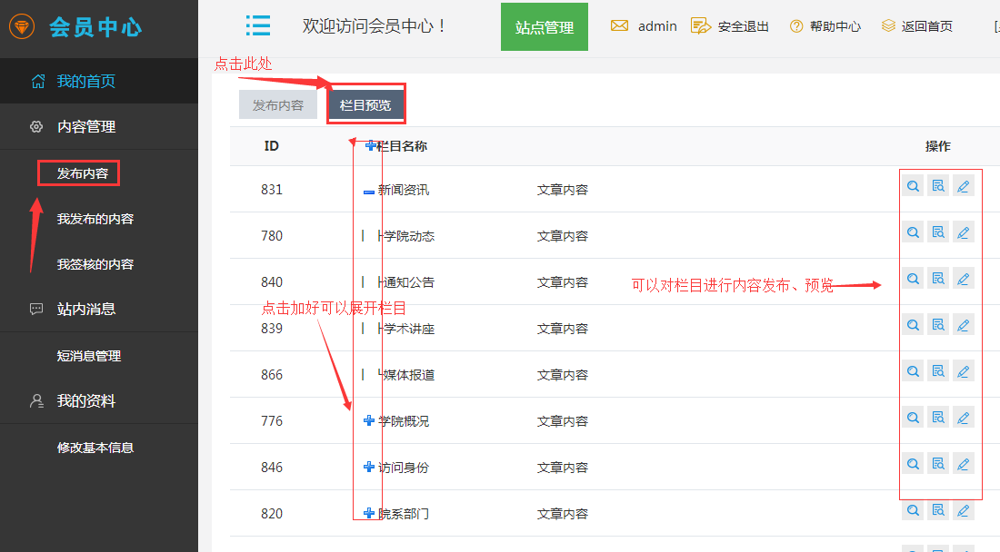 会员中心
欢迎访问会员中心！
站点管理
admin
安全退出
帮助中心
返回首页
我的首页
内容管理
发布内容
我发布的内容
我签核的内容
站内消息
短消息管理
我的资料
修改基本信息
点击此处
发布内容
栏目预览
ID 栏目名称 操作
831 新闻资讯 文章内容
780 学院动态 文章内容
840 通知公告 文章内容
可以对栏目进行内容发布、预览
点击加好可以展开栏目
839 学术讲座 文章内容
866 媒体报道 文章内容
776 学院概况 文章内容
846 访问身份 文章内容
820 院系部门 文章内容